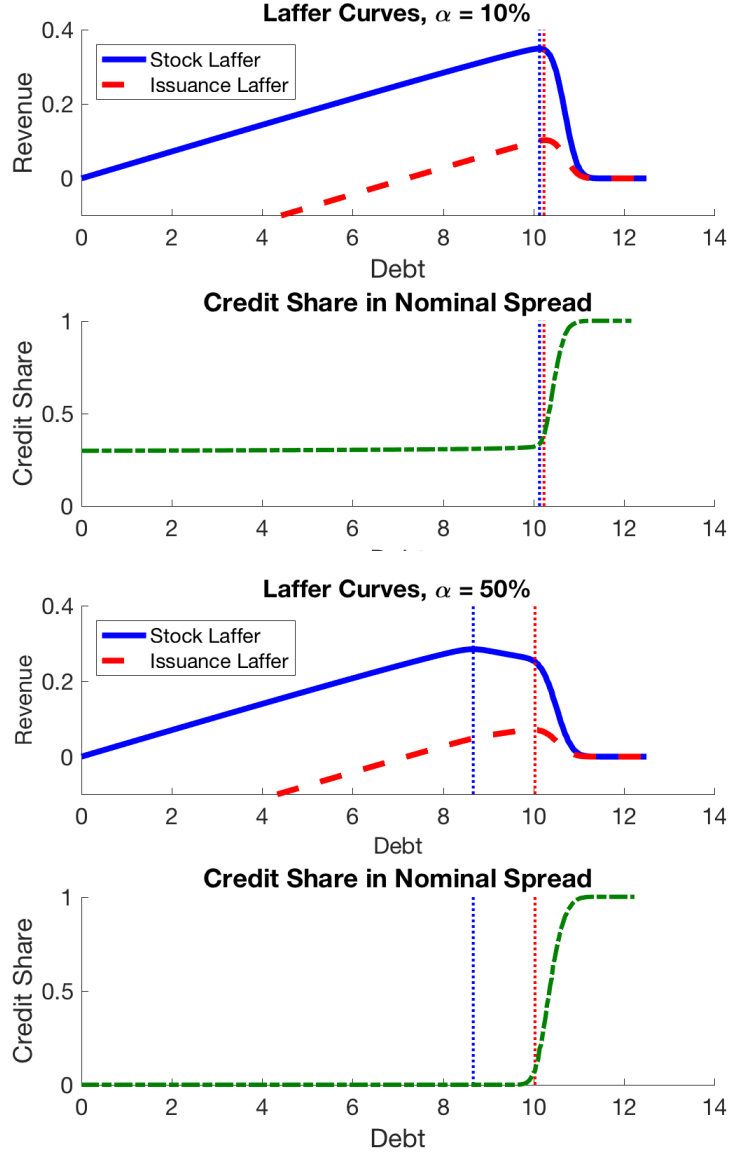 Laffer Curves, α = 10%
0.4
Stock Laffer
Issuance Laffer
Revenue
0.2
0
0 2 4 6 8 10 12 14
Debt
Credit Share in Nominal Spread
1
Credit Share
0.5
0
0 2 4 6 8 10 12 14
Laffer Curves, α = 50%
0.4
Stock Laffer
Issuance Laffer
Revenue
0.2
0
0 2 4 6 8 10 12 14
Debt
Credit Share in Nominal Spread
1
Credit Share
0.5
0
0 2 4 6 8 10 12 14
Debt